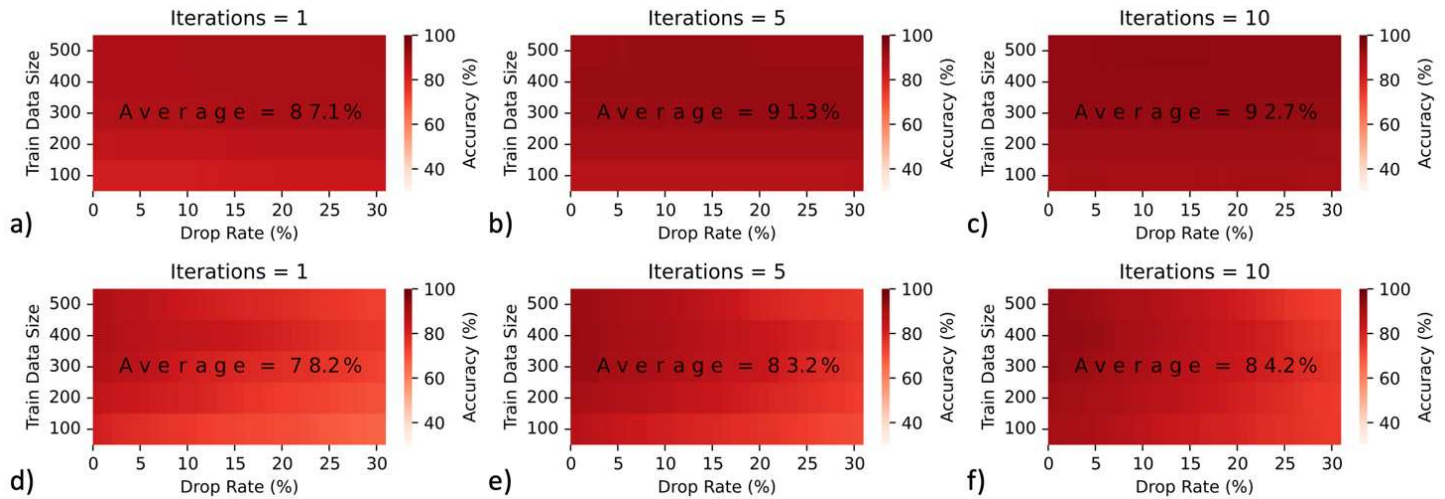 Iterations = 1
500
400
300
200
100
Train Data Size
Average = 87.1%
0 5 10 15 20 25 30
Drop Rate (%)
100
80
60
40
Accuracy (%)
a)
Iterations = 5
500
400
300
200
100
Train Data Size
Average = 91.3%
0 5 10 15 20 25 30
Drop Rate (%)
100
80
60
40
Accuracy (%)
b)
Iterations = 10
500
400
300
200
100
Train Data Size
Average = 92.7%
0 5 10 15 20 25 30
Drop Rate (%)
100
80
60
40
Accuracy (%)
c)
Iterations = 1
500
400
300
200
100
Train Data Size
Average = 78.2%
0 5 10 15 20 25 30
Drop Rate (%)
100
80
60
40
Accuracy (%)
d)
Iterations = 5
500
400
300
200
100
Train Data Size
Average = 83.2%
0 5 10 15 20 25 30
Drop Rate (%)
100
80
60
40
Accuracy (%)
e)
Iterations = 10
500
400
300
200
100
Train Data Size
Average = 84.2%
0 5 10 15 20 25 30
Drop Rate (%)
100
80
60
40
Accuracy (%)
f)